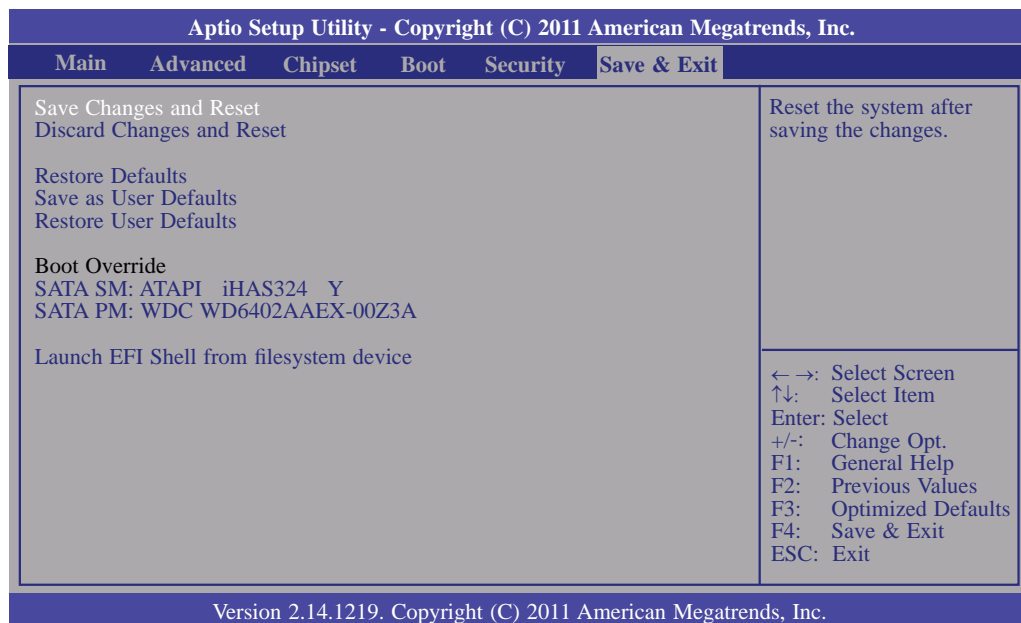 Aptio Setup Utility - Copyright (C) 2011 American Megatrends, Inc.
Main Advanced Chipset Boot Security Save & Exit
Save Changes and Reset
Discard Changes and Reset
Restore Defaults
Save as User Defaults
Restore User Defaults
Boot Override
SATA SM: ATAPI iHAS324 Y
SATA PM: WDC WD6402AAEX-00Z3A
Launch EFI Shell from filesystem device
Reset the system after
saving the changes.
← →: Select Screen
↑↓: Select Item
Enter: Select
+/-: Change Opt.
F1: General Help
F2: Previous Values
F3: Optimized Defaults
F4: Save & Exit
ESC: Exit
Version 2.14.1219. Copyright (C) 2011 American Megatrends, Inc.